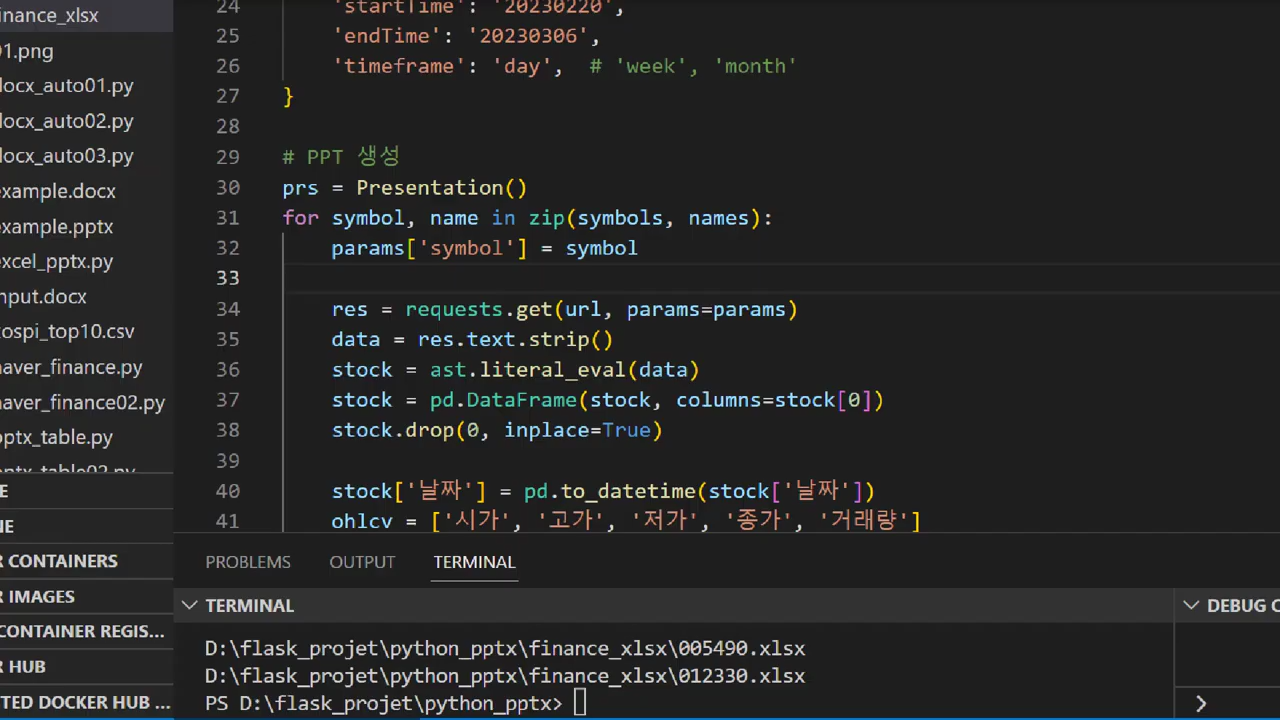 inance_xlsx
01.png
docx_auto01.py
docx_auto02.py
docx_auto03.py
example.docx
example.pptx
excel_pptx.py
nput.docx
kospi_top10.csv
naver_finance.py
naver_finance02.py
pptx_table.py
pptx_table02.py
E
NE
R CONTAINERS
R IMAGES
CONTAINER REGIS...
R HUB
TED DOCKER HUB ...
24 'startTime': '20230220',
25 'endTime': '20230306',
26 'timeframe': 'day',  # 'week', 'month'
27 }
28
29 # PPT 생성
30 prs = Presentation()
31 for symbol, name in zip(symbols, names):
32 params['symbol'] = symbol
33
34 res = requests.get(url, params=params)
35 data = res.text.strip()
36 stock = ast.literal_eval(data)
37 stock = pd.DataFrame(stock, columns=stock[0])
38 stock.drop(0, inplace=True)
39
40 stock['날짜'] = pd.to_datetime(stock['날짜'])
41 ohlcv = ['시가', '고가', '저가', '종가', '거래량']
PROBLEMS OUTPUT TERMINAL
TERMINAL
D:\flask_projet\python_pptx\finance_xlsx\005490.xlsx
D:\flask_projet\python_pptx\finance_xlsx\012330.xlsx
PS D:\flask_projet\python_pptx>
DEBUG C